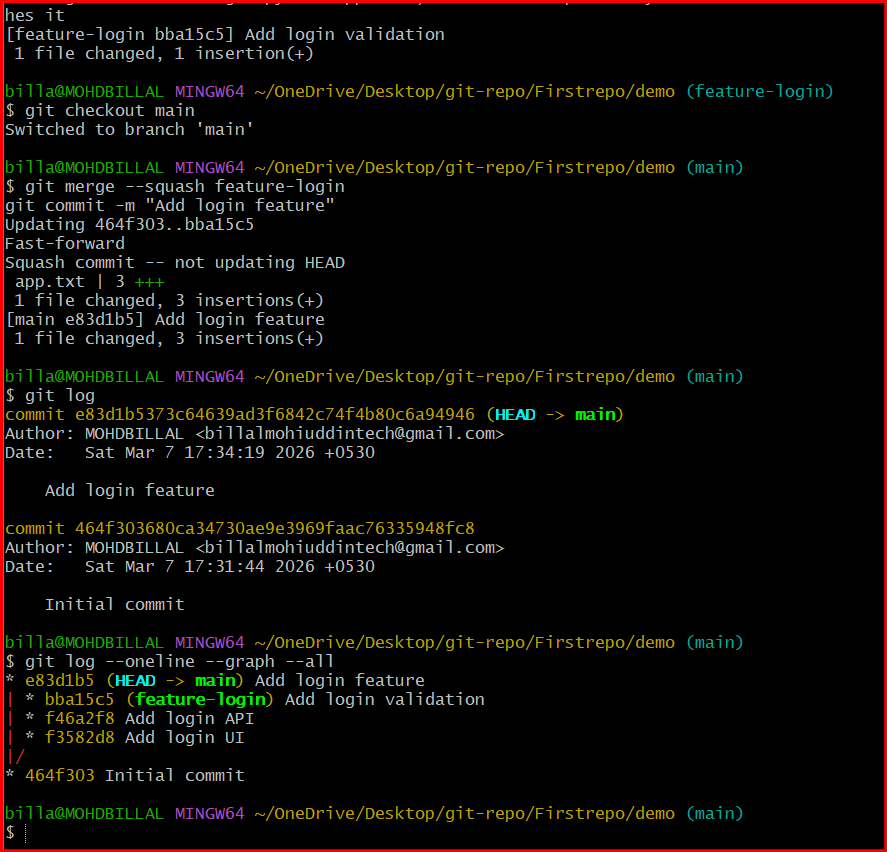 hes it
[feature-login bba15c5] Add login validation
 1 file changed, 1 insertion(+)

billa@MOHDBILLAL MINGW64 ~/OneDrive/Desktop/git-repo/Firstrepo/demo (feature-login)
$ git checkout main
Switched to branch 'main'

billa@MOHDBILLAL MINGW64 ~/OneDrive/Desktop/git-repo/Firstrepo/demo (main)
$ git merge --squash feature-login
git commit -m "Add login feature"
Updating 464f303..bba15c5
Fast-forward
Squash commit -- not updating HEAD
 app.txt | 3 +++
 1 file changed, 3 insertions(+)
[main e83d1b5] Add login feature
 1 file changed, 3 insertions(+)

billa@MOHDBILLAL MINGW64 ~/OneDrive/Desktop/git-repo/Firstrepo/demo (main)
$ git log
commit e83d1b5373c64639ad3f6842c74f4b80c6a94946 (HEAD -> main)
Author: MOHDBILLAL <billalmohiuddintech@gmail.com>
Date:   Sat Mar 7 17:34:19 2026 +0530

    Add login feature

commit 464f303680ca34730ae9e3969faac76335948fc8
Author: MOHDBILLAL <billalmohiuddintech@gmail.com>
Date:   Sat Mar 7 17:31:44 2026 +0530

    Initial commit

billa@MOHDBILLAL MINGW64 ~/OneDrive/Desktop/git-repo/Firstrepo/demo (main)
$ git log --oneline --graph --all
* e83d1b5 (HEAD -> main) Add login feature
| * bba15c5 (feature-login) Add login validation
| * f46a2f8 Add login API
| * f3582d8 Add login UI
|/
* 464f303 Initial commit

billa@MOHDBILLAL MINGW64 ~/OneDrive/Desktop/git-repo/Firstrepo/demo (main)
$